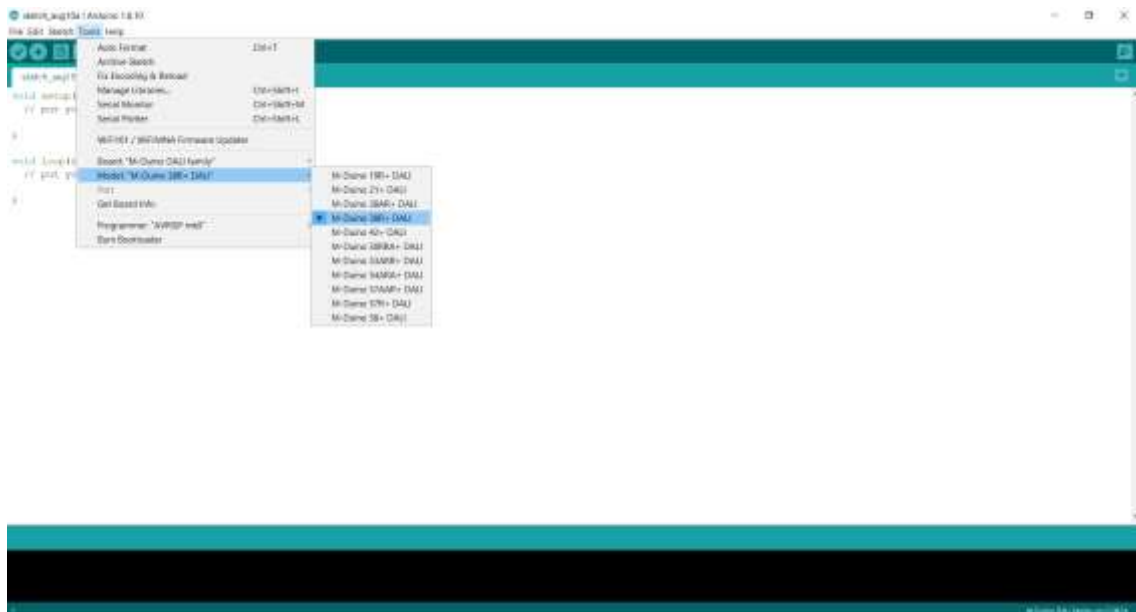 Arduino 1.8.10
File Edit Sketch Tools Help
Auto Format Ctrl+T
Archive Sketch
Fix Encoding & Reload
Manage Libraries... Ctrl+Shift+I
Serial Monitor Ctrl+Shift+M
Serial Plotter Ctrl+Shift+L
WiFi101 / WiFiNINA Firmware Updater
Board: "M-Duino DALI family"
Model: "M-Duino 38R+ DALI"
Port
Get Board Info
Programmer: "AVRISP mkII"
Burn Bootloader
M-Duino 19R+ DALI
M-Duino 21+ DALI
M-Duino 38AR+ DALI
M-Duino 38R+ DALI
M-Duino 42+ DALI
M-Duino DALI
M-Duino DALI
M-Duino 54ARA+ DALI
M-Duino 57AAR+ DALI
M-Duino 57R+ DALI
M-Duino 58+ DALI
void setup
// put
void loop
// put